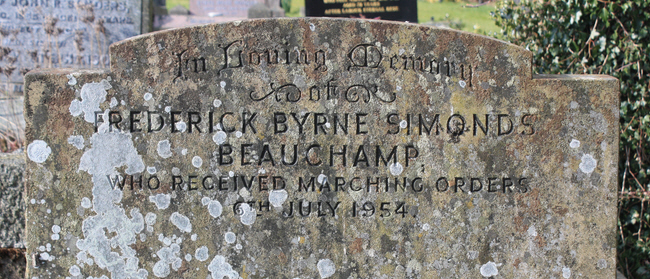 In Loving Memory
of
FREDERICK BYRNE SIMONDS
BEAUCHAMP,
WHO RECEIVED MARCHING ORDERS
6TH JULY 1954.